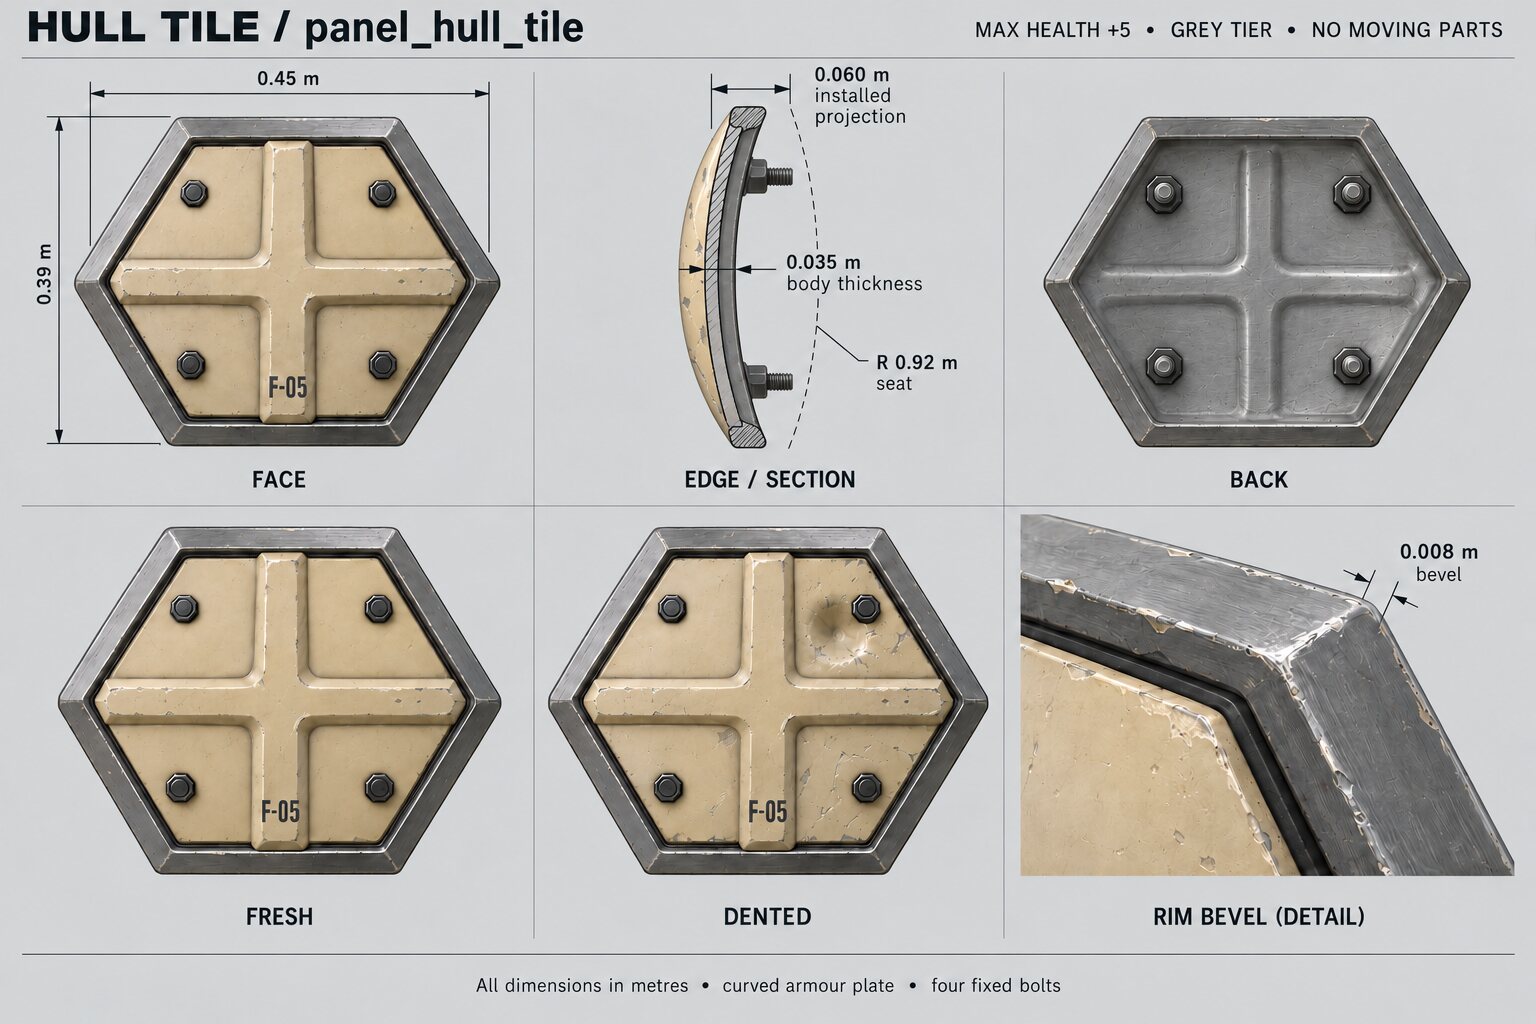 HULL TILE / panel_hull_tile
MAX HEALTH +5 • GREY TIER • NO MOVING PARTS
0.45 m
0.39 m
F-05
FACE
0.060 m
installed
projection
0.035 m
body thickness
R 0.92 m
seat
EDGE / SECTION
BACK
F-05
FRESH
F-05
DENTED
0.008 m
bevel
RIM BEVEL (DETAIL)
All dimensions in metres • curved armour plate • four fixed bolts